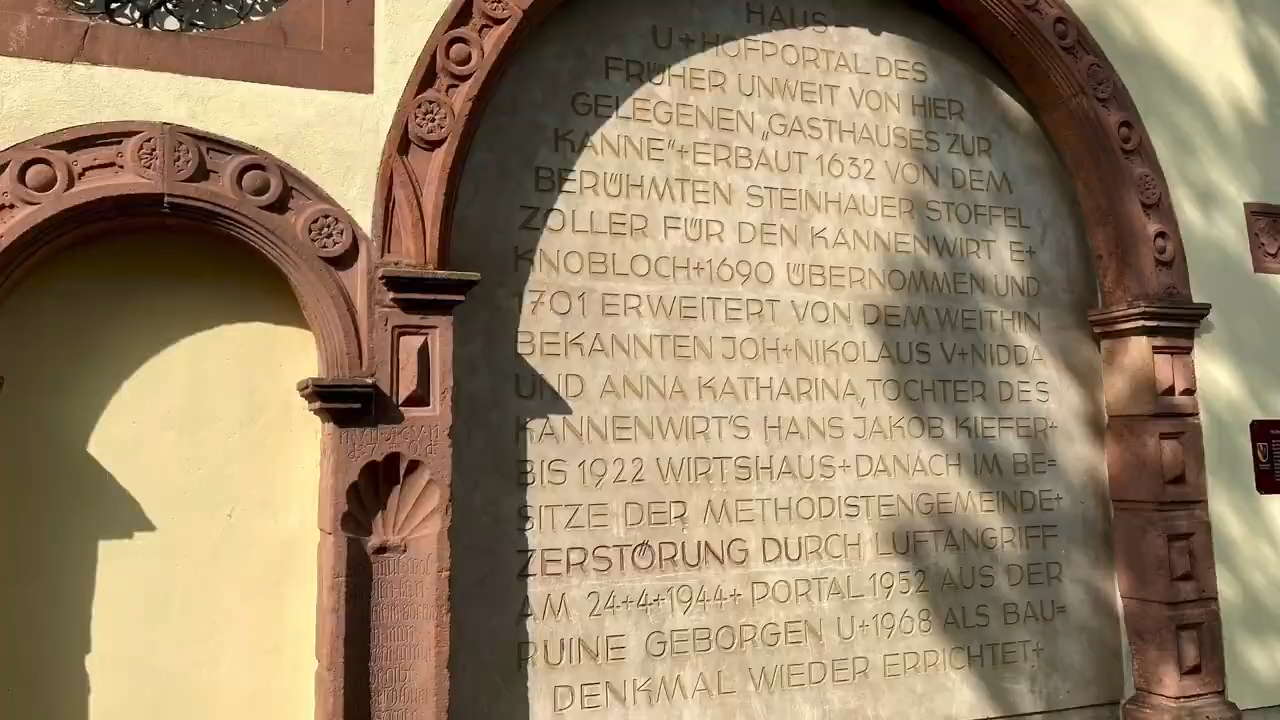 HAUS-
U+HOFPORTAL DES
FRÜHER UNWEIT VON HIER
GELEGENEN „GASTHAUSES ZUR
KANNE"+ERBAUT 1632 VON DEM
BERÜHMTEN STEINHAUER STOFFEL
ZOLLER FÜR DEN KANNENWIRT E+
KNOBLOCH+1690 ÜBERNOMMEN UND
1701 ERWEITERT VON DEM WEITHIN
BEKANNTEN JOH+NIKOLAUS V+NIDDA
UND ANNA KATHARINA, TOCHTER DES
KANNENWIRT'S HANS JAKOB KIEFER+
BIS 1922 WIRTSHAUS+DANACH IM BE=
SITZE DER METHODISTENGEMEINDE+
ZERSTÖRUNG DURCH LUFTANGRIFF
AM 24+4+1944+PORTAL 1952 AUS DER
RUINE GEBORGEN U+1968 ALS BAU=
DENKMAL WIEDER ERRICHTET+